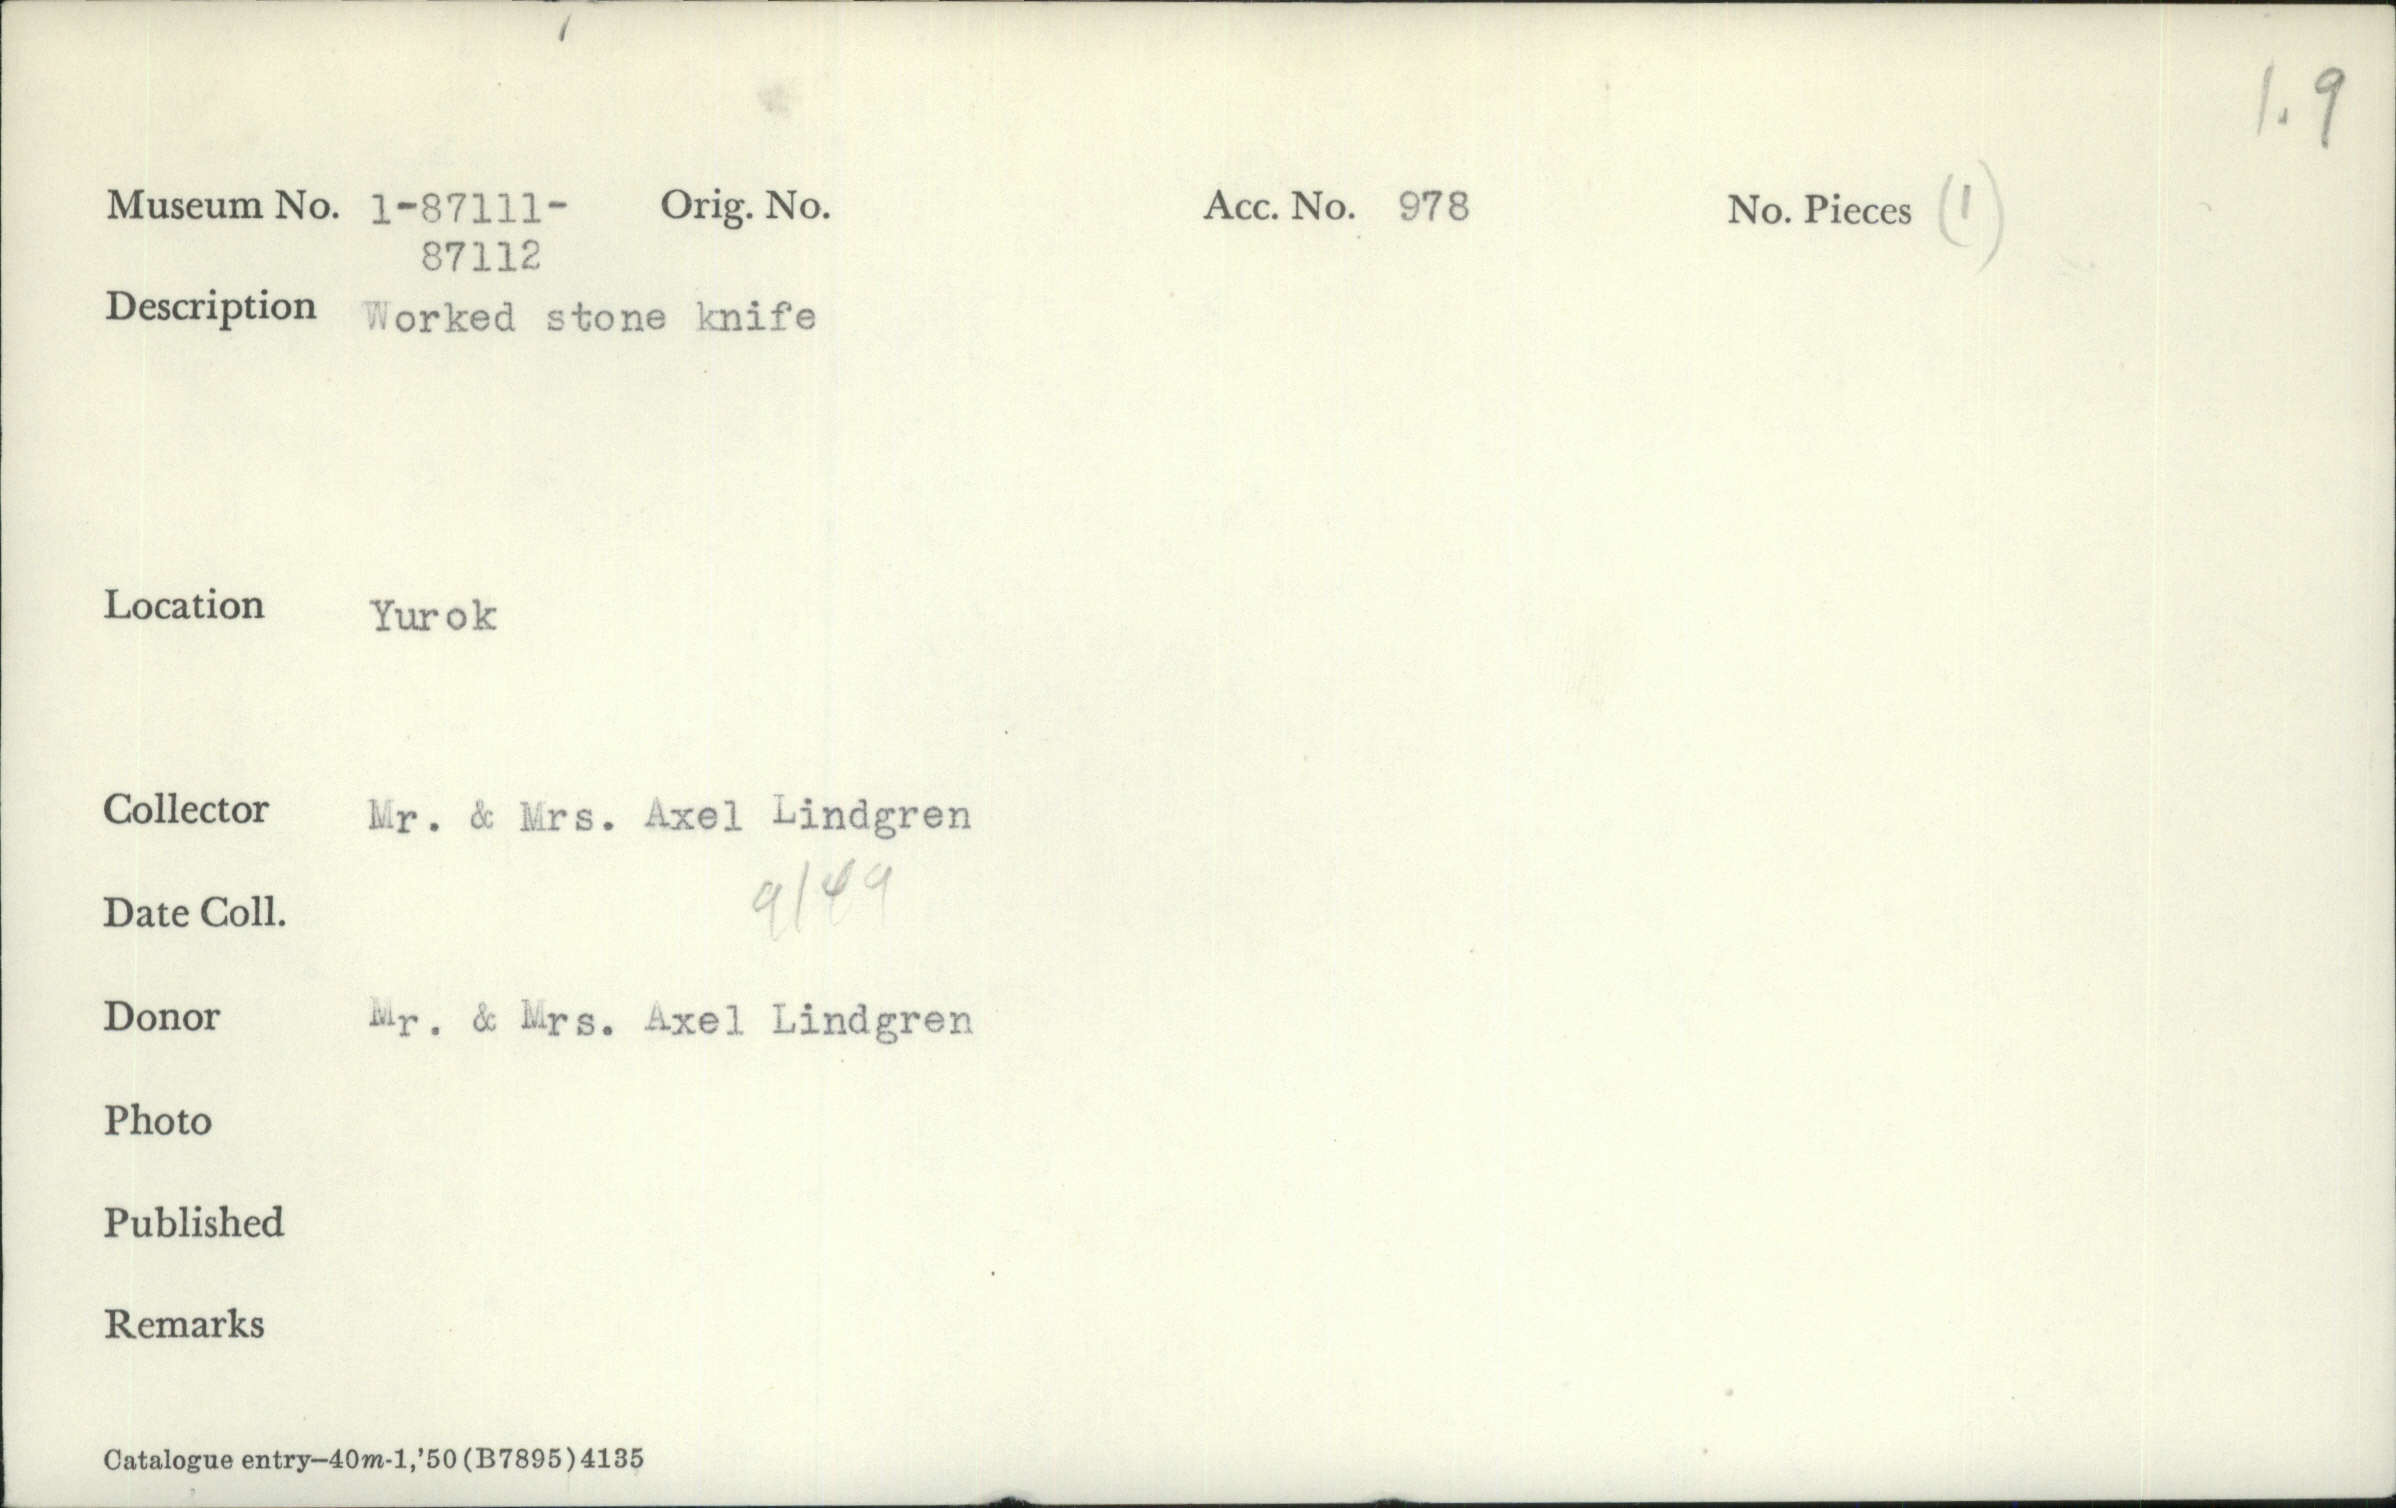 1.9
Museum No. 1-87111- Orig. No. Acc. No. 978 No. Pieces (1)
87112
Description Worked stone knife
Location Yurok
Collector Mr. & Mrs. Axel Lindgren
Date Coll. 9/49
Donor Mr. & Mrs. Axel Lindgren
Photo
Published
Remarks
Catalogue entry—40m-1,'50(B7895)4135